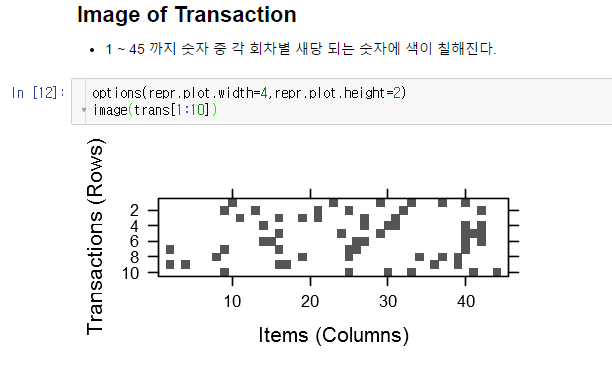 Image of Transaction
• 1 ~ 45 까지 숫자 중 각 회차별 새당 되는 숫자에 색이 칠해진다.
In [12]: options(repr.plot.width=4,repr.plot.height=2)
image(trans[1:10])
Transactions (Rows)
2
4
6
8
10
10 20 30 40
Items (Columns)